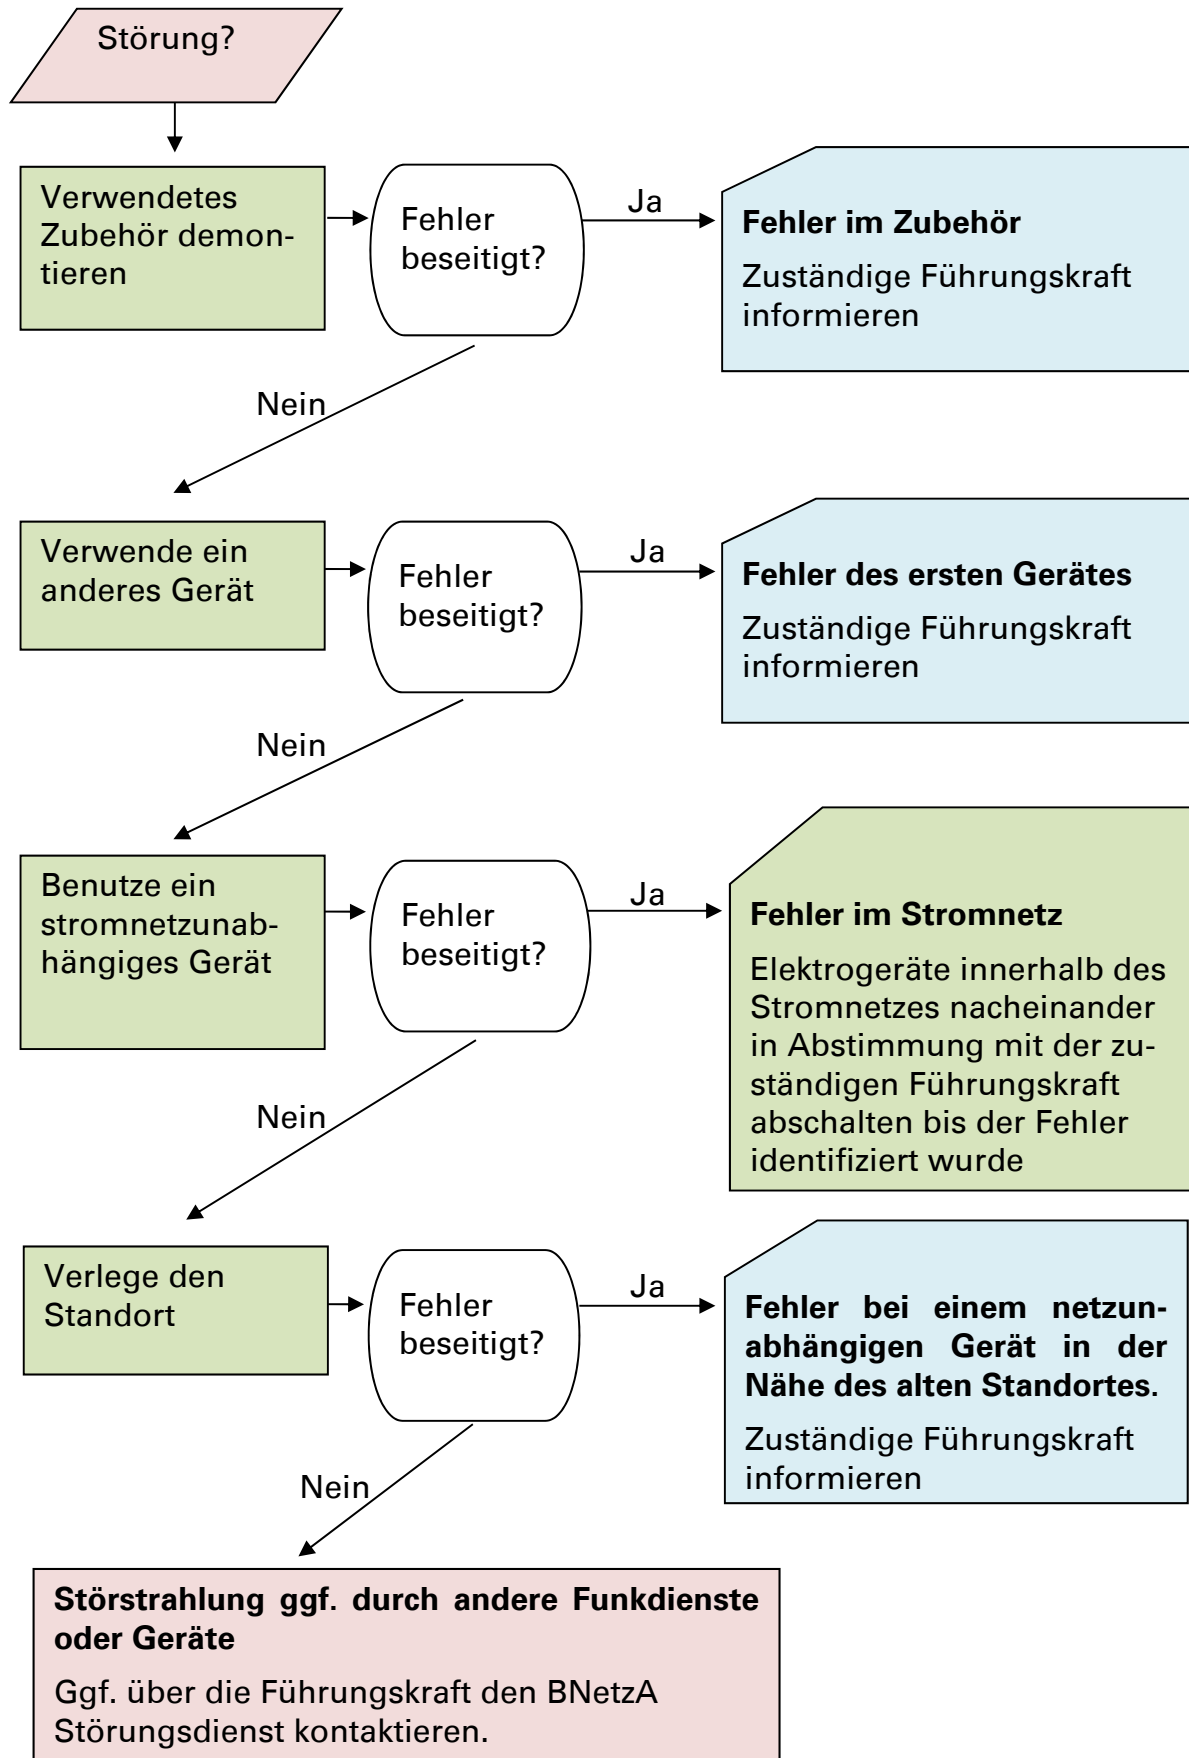 Störung?
Verwendetes
Zubehör demon-
tieren
Fehler
beseitigt?
Ja
Fehler im Zubehör
Zuständige Führungskraft
informieren
Nein
Verwende ein
anderes Gerät
Fehler
beseitigt?
Ja
Fehler des ersten Gerätes
Zuständige Führungskraft
informieren
Nein
Benutze ein
stromnetzunab-
hängiges Gerät
Fehler
beseitigt?
Ja
Fehler im Stromnetz
Elektrogeräte innerhalb des
Stromnetzes nacheinander
in Abstimmung mit der zu-
ständigen Führungskraft
abschalten bis der Fehler
identifiziert wurde
Nein
Verlege den
Standort
Fehler
beseitigt?
Ja
Fehler bei einem netzun-
abhängigen Gerät in der
Nähe des alten Standortes.
Zuständige Führungskraft
informieren
Nein
Störstrahlung ggf. durch andere Funkdienste
oder Geräte
Ggf. über die Führungskraft den BNetzA
Störungsdienst kontaktieren.